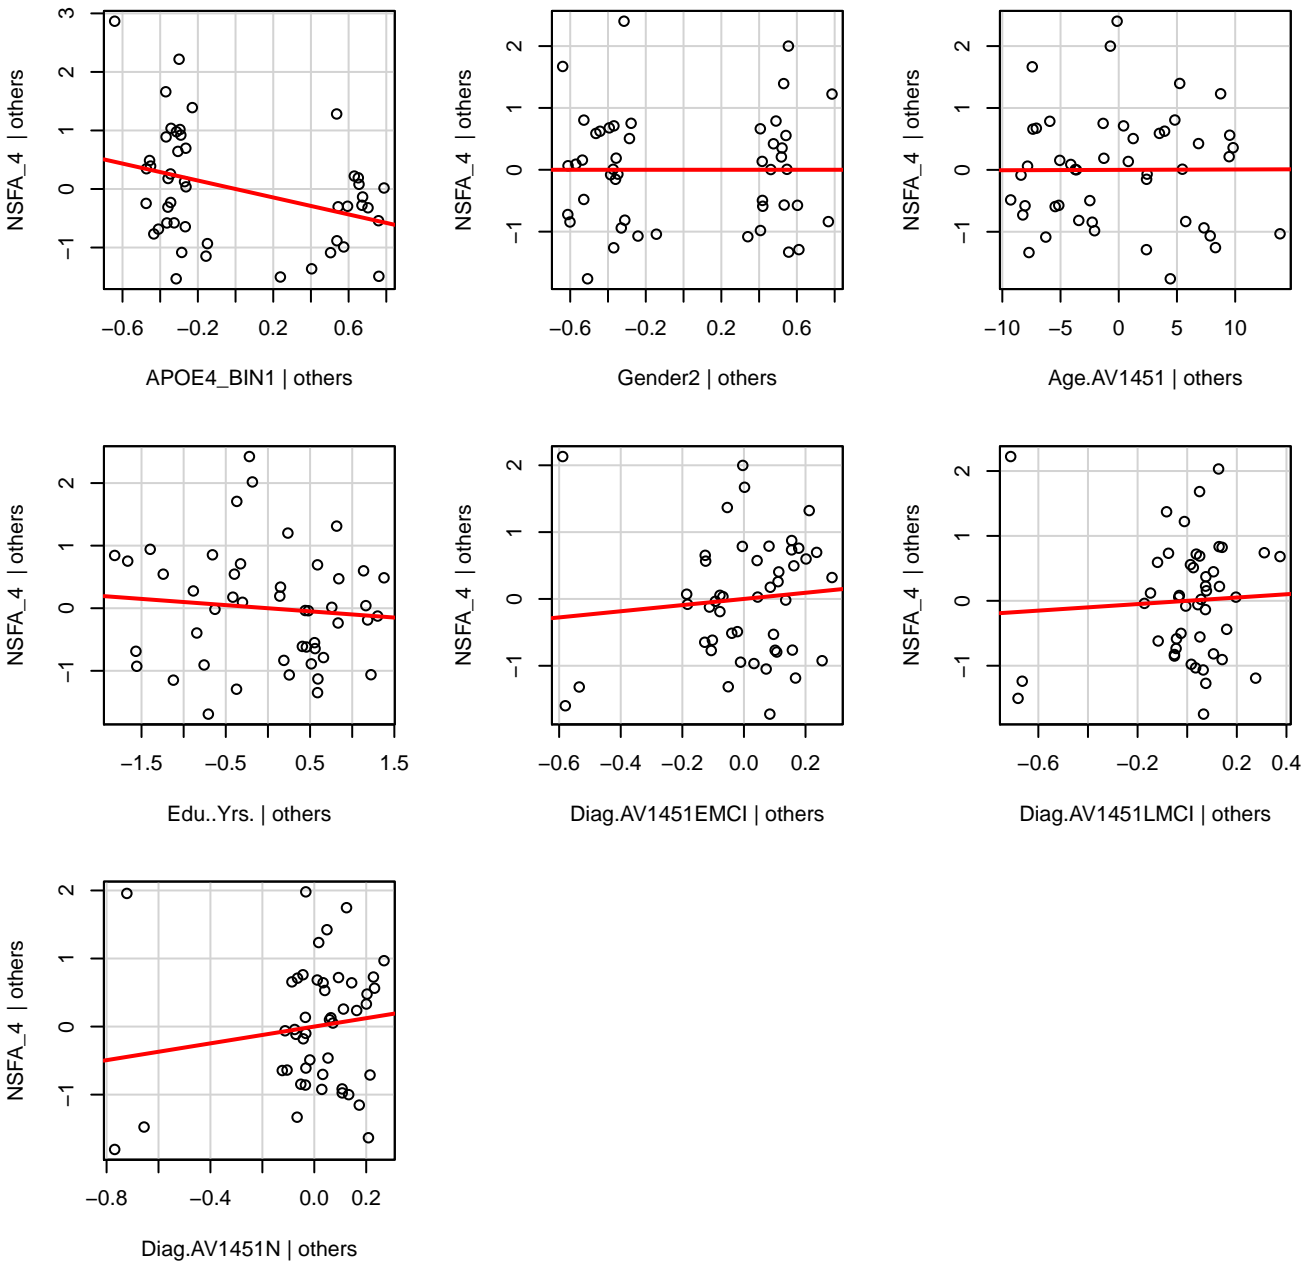 NSFA_4 | others
3
2
1
0
−1
−0.6 −0.2 0.2 0.6
APOE4_BIN1 | others
NSFA_4 | others
2
1
0
−1
−0.6 −0.2 0.2 0.6
Gender2 | others
NSFA_4 | others
2
1
0
−1
−10 −5 0 5 10
Age.AV1451 | others
NSFA_4 | others
2
1
0
−1
−1.5 −0.5 0.5 1.5
Edu..Yrs. | others
NSFA_4 | others
2
1
0
−1
−0.6 −0.4 −0.2 0.0 0.2
Diag.AV1451EMCI | others
NSFA_4 | others
2
1
0
−1
−0.6 −0.2 0.2 0.4
Diag.AV1451LMCI | others
NSFA_4 | others
2
1
0
−1
−0.8 −0.4 0.0 0.2
Diag.AV1451N | others